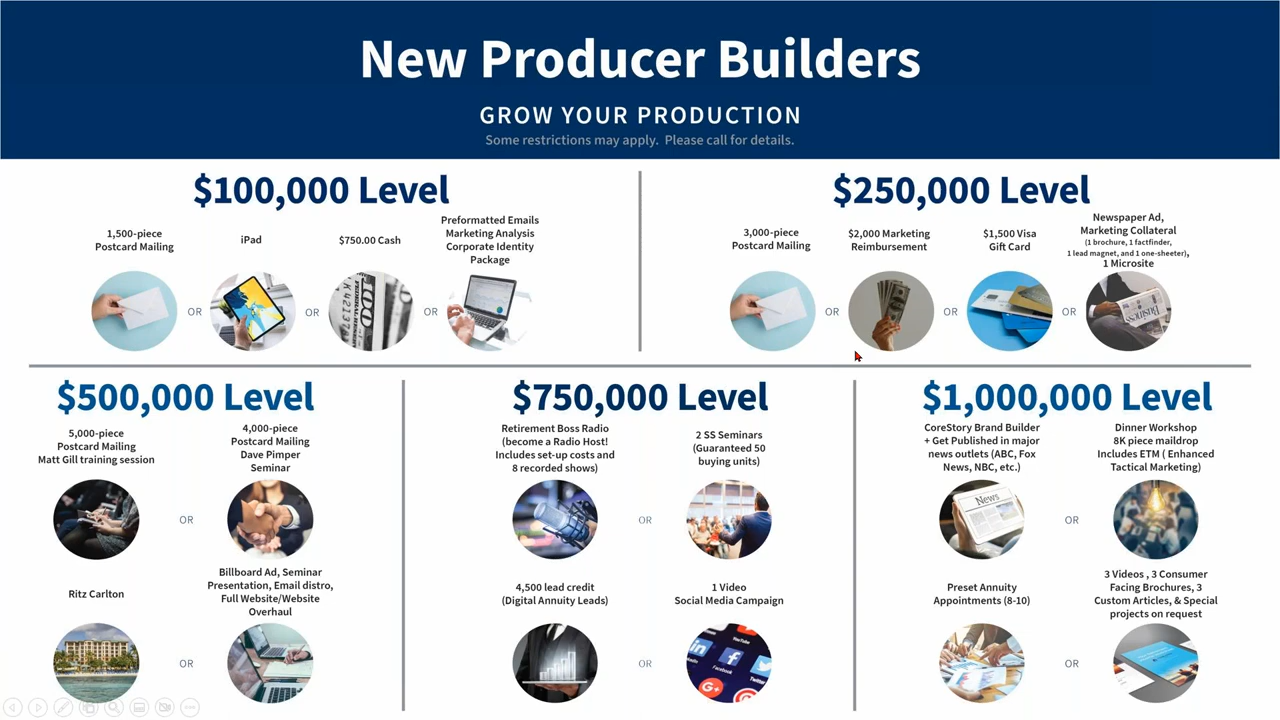 New Producer Builders
GROW YOUR PRODUCTION
Some restrictions may apply.  Please call for details.
$100,000 Level
1,500-piece
Postcard Mailing
OR
iPad
OR
$750.00 Cash
OR
Preformatted Emails
Marketing Analysis
Corporate Identity
Package
$250,000 Level
3,000-piece
Postcard Mailing
OR
$2,000 Marketing
Reimbursement
OR
$1,500 Visa
Gift Card
OR
Newspaper Ad,
Marketing Collateral
(1 brochure, 1 factfinder,
1 lead magnet, and 1 one-sheeter),
1 Microsite
Business
$500,000 Level
5,000-piece
Postcard Mailing
Matt Gill training session
OR
4,000-piece
Postcard Mailing
Dave Pimper
Seminar
Ritz Carlton
OR
Billboard Ad, Seminar
Presentation, Email distro,
Full Website/Website
Overhaul
$750,000 Level
Retirement Boss Radio
(become a Radio Host!
Includes set-up costs and
8 recorded shows)
OR
2 SS Seminars
(Guaranteed 50
buying units)
4,500 lead credit
(Digital Annuity Leads)
OR
1 Video
Social Media Campaign
YouTube
Facebook
$1,000,000 Level
CoreStory Brand Builder
+ Get Published in major
news outlets (ABC, Fox
News, NBC, etc.)
News
OR
Dinner Workshop
8K piece maildrop
Includes ETM ( Enhanced
Tactical Marketing)
Preset Annuity
Appointments (8-10)
OR
3 Videos , 3 Consumer
Facing Brochures, 3
Custom Articles, & Special
projects on request